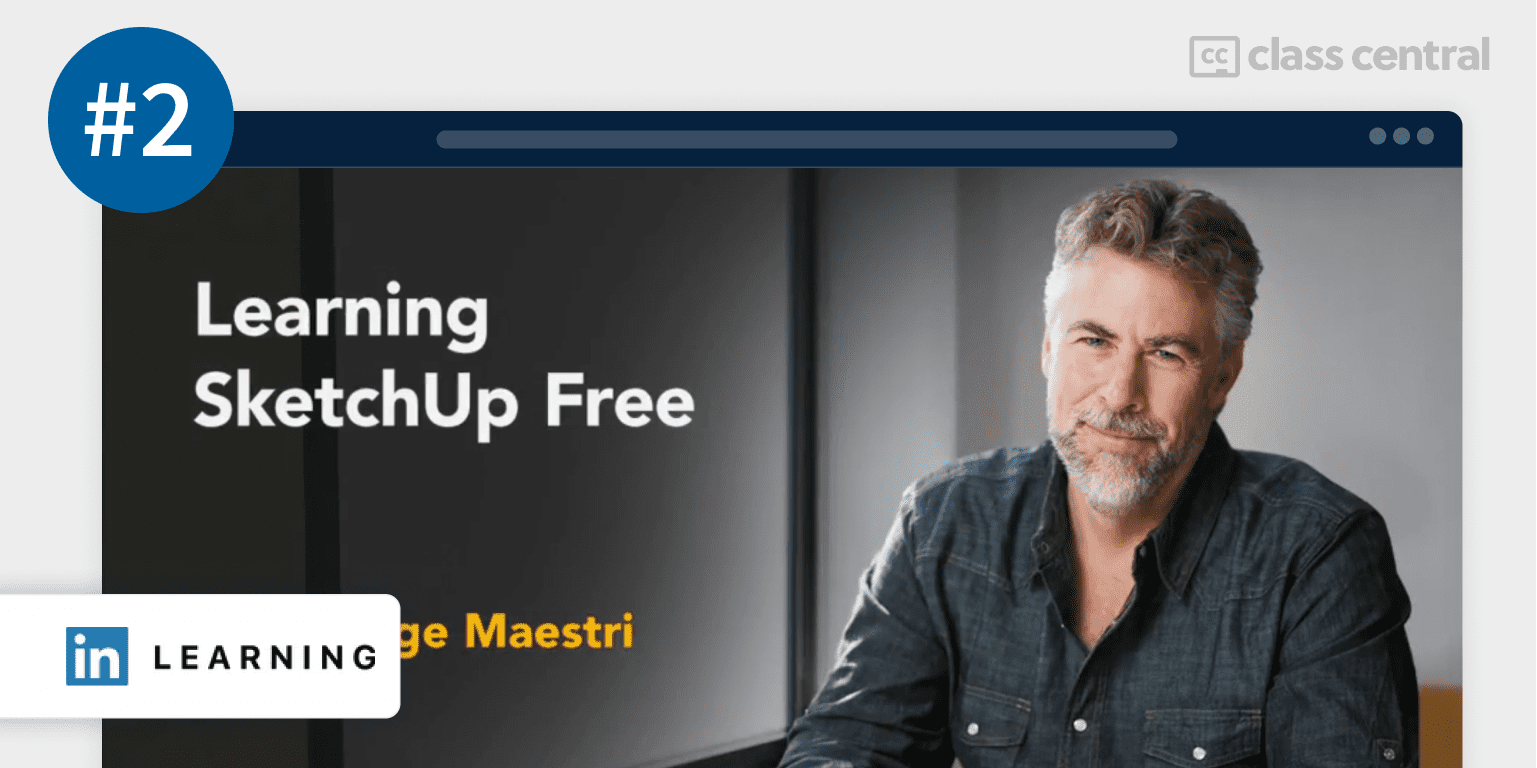 #2
cc class central
Learning
SketchUp Free
ge Maestri
in LEARNING